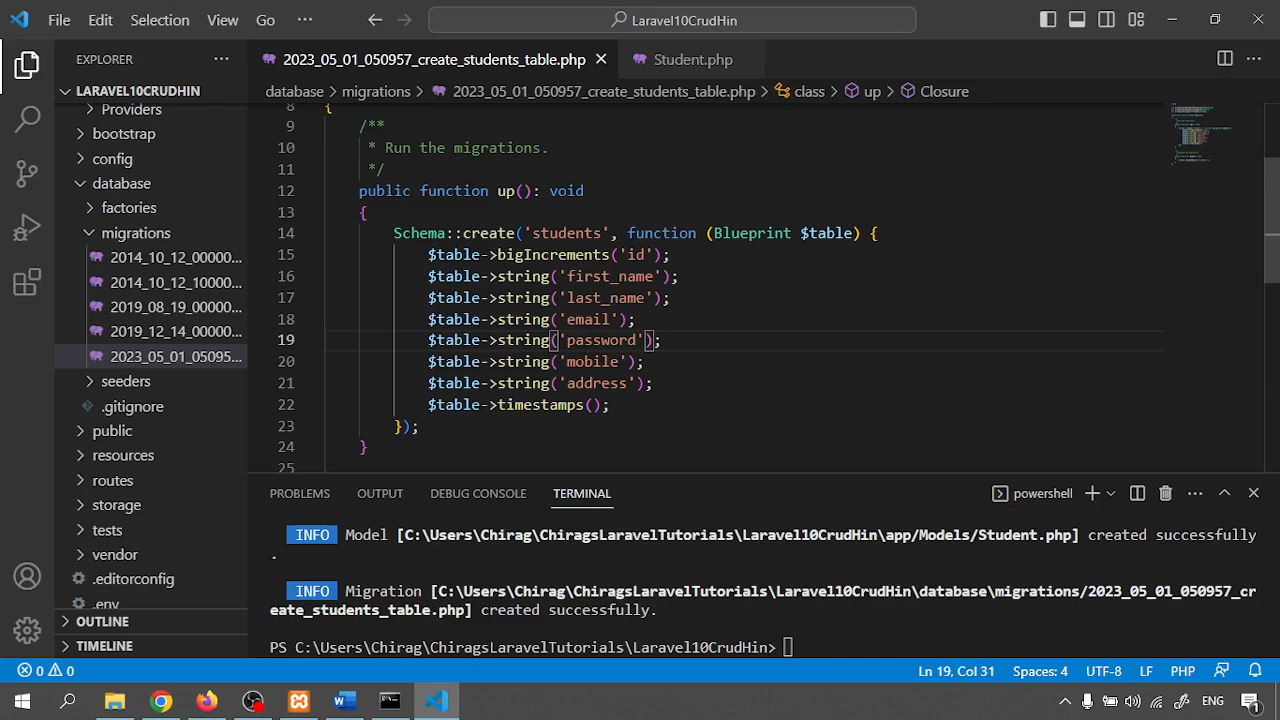 File Edit Selection View Go ··· Laravel10CrudHin
EXPLORER ···
2023_05_01_050957_create_students_table.php Student.php ···
LARAVEL10CRUDHIN
database > migrations > 2023_05_01_050957_create_students_table.php > class > up > Closure
Providers
bootstrap
config
database
factories
migrations
2014_10_12_00000...
2014_10_12_10000...
2019_08_19_00000...
2019_12_14_0000...
2023_05_01_05095...
seeders
.gitignore
public
resources
routes
storage
tests
vendor
.editorconfig
.env
OUTLINE
TIMELINE
8 {
9 /**
10 * Run the migrations.
11 */
12 public function up(): void
13 {
14 Schema::create('students', function (Blueprint $table) {
15 $table->bigIncrements('id');
16 $table->string('first_name');
17 $table->string('last_name');
18 $table->string('email');
19 $table->string('password');
20 $table->string('mobile');
21 $table->string('address');
22 $table->timestamps();
23 });
24 }
25
PROBLEMS OUTPUT DEBUG CONSOLE TERMINAL powershell ···
INFO Model [C:\Users\Chirag\ChiragsLaravelTutorials\Laravel10CrudHin\app/Models/Student.php] created successfully
.
INFO Migration [C:\Users\Chirag\ChiragsLaravelTutorials\Laravel10CrudHin\database\migrations/2023_05_01_050957_cr
eate_students_table.php] created successfully.
PS C:\Users\Chirag\ChiragsLaravelTutorials\Laravel10CrudHin>
0 0 Ln 19, Col 31 Spaces: 4 UTF-8 LF PHP
ENG 1